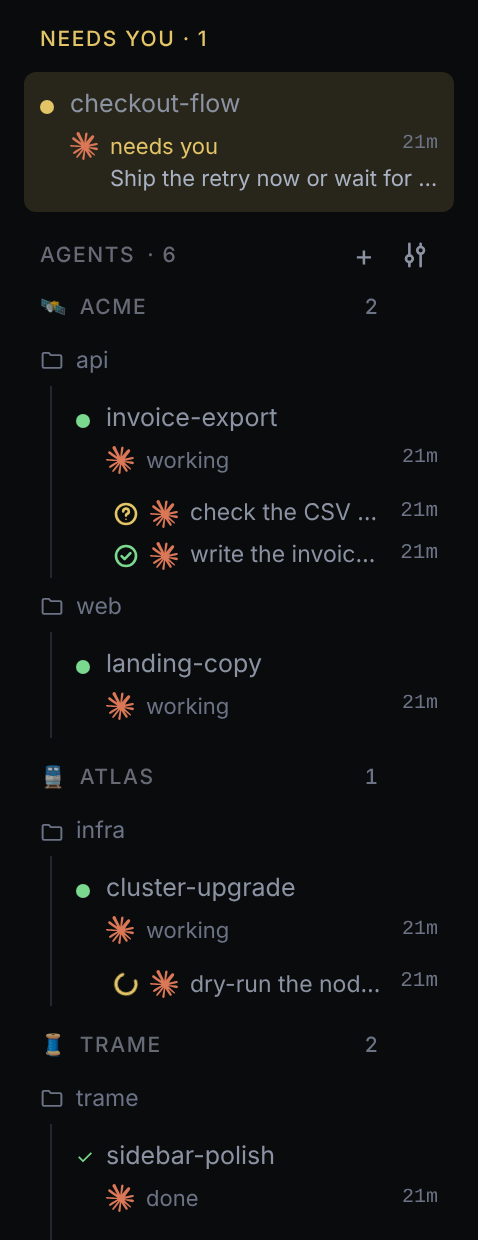 NEEDS YOU · 1
checkout-flow
needs you 21m
Ship the retry now or wait for ...
AGENTS · 6 +
ACME 2
api
invoice-export
working 21m
check the CSV ... 21m
write the invoic... 21m
web
landing-copy
working 21m
ATLAS 1
infra
cluster-upgrade
working 21m
dry-run the nod... 21m
TRAME 2
trame
sidebar-polish
done 21m